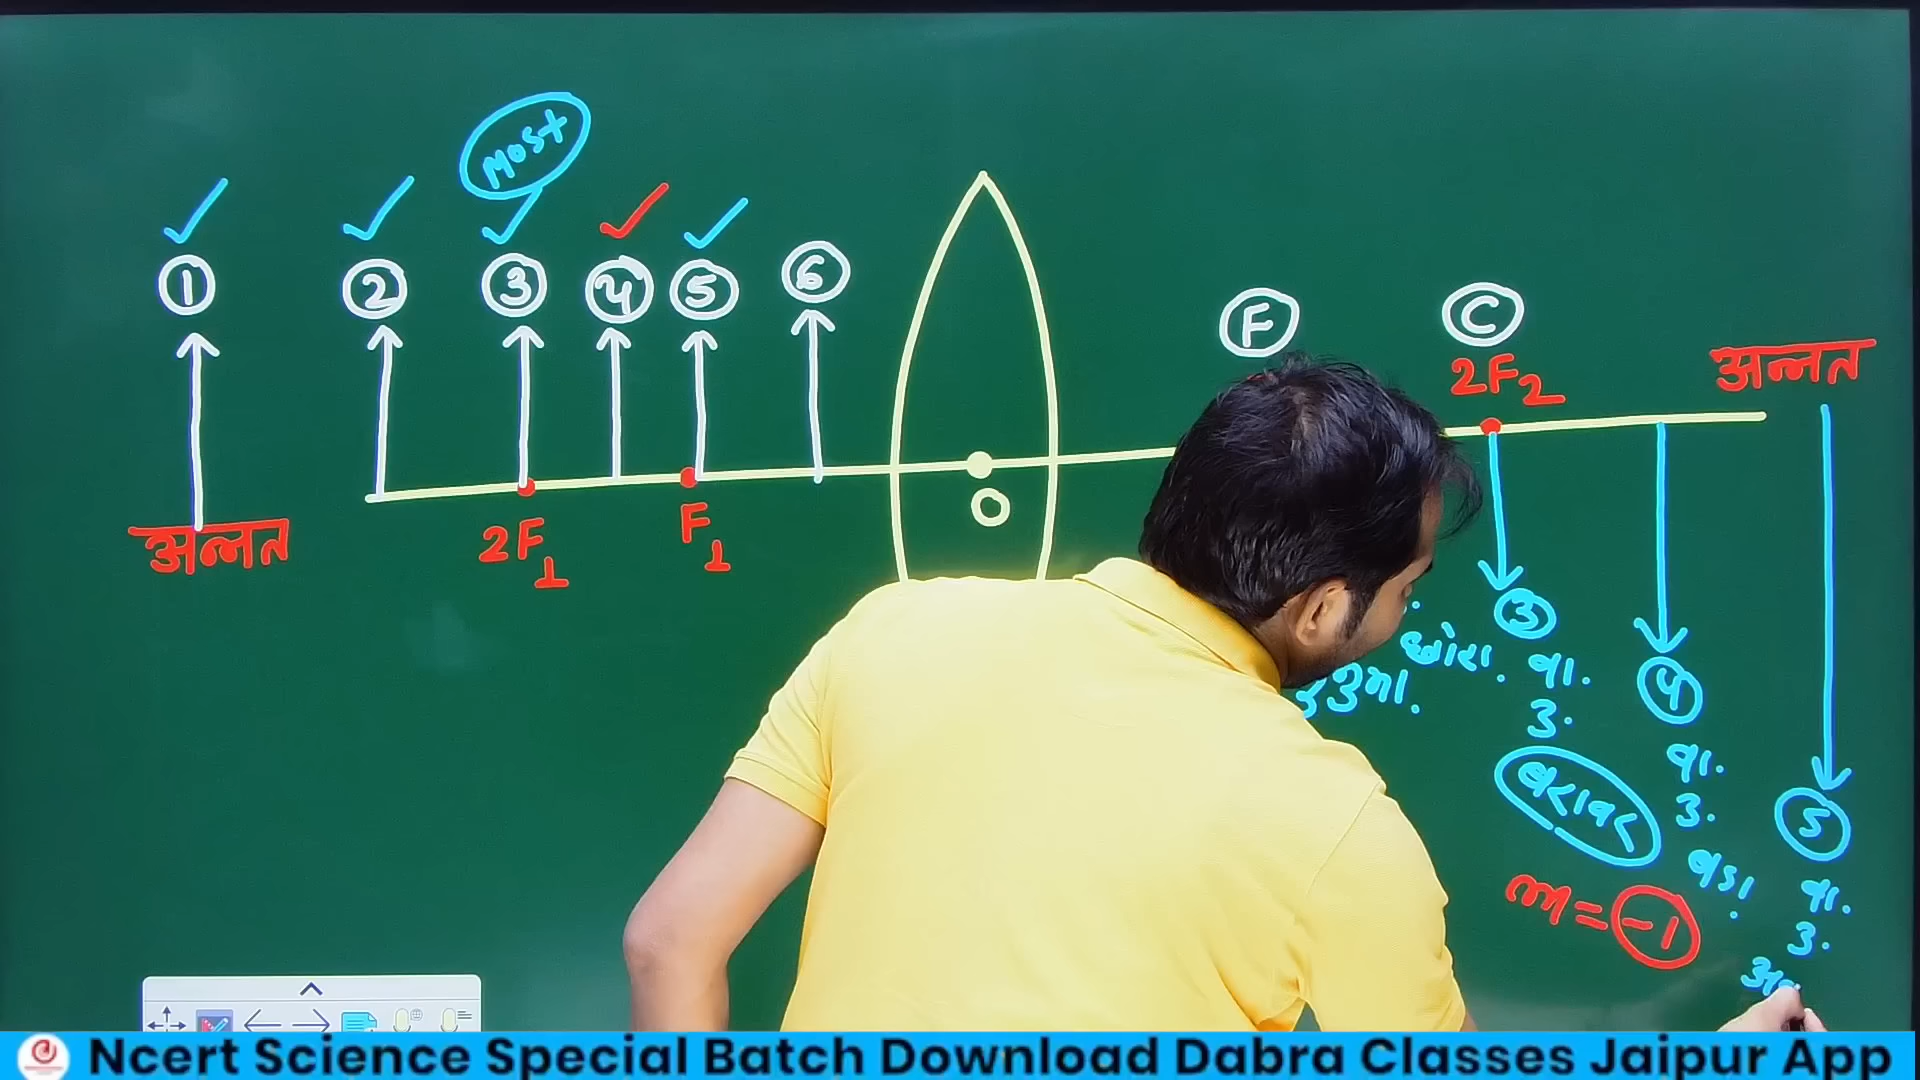 MOST
1 2 3 4 5 6
F C
2F2 अनन्त
अनन्त 2F1 F1 O
3
वा.
उ.
बराबर
m = -1
4
वा.
उ.
बड़ा
5
वा.
उ.
Ncert Science Special Batch Download Dabra Classes Jaipur App